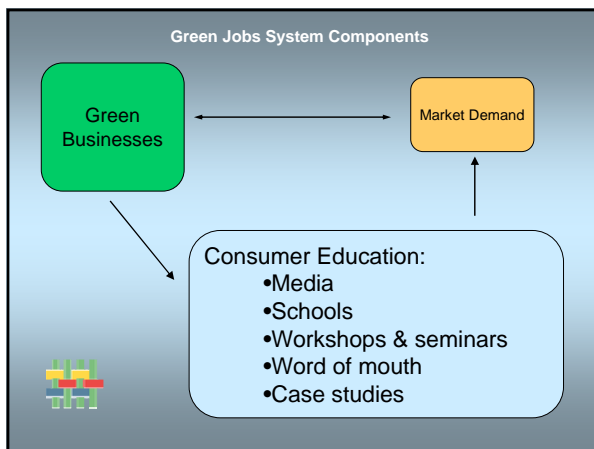 Green Jobs System Components
Green
Businesses
Market Demand
Consumer Education:
•Media
•Schools
•Workshops & seminars
•Word of mouth
•Case studies